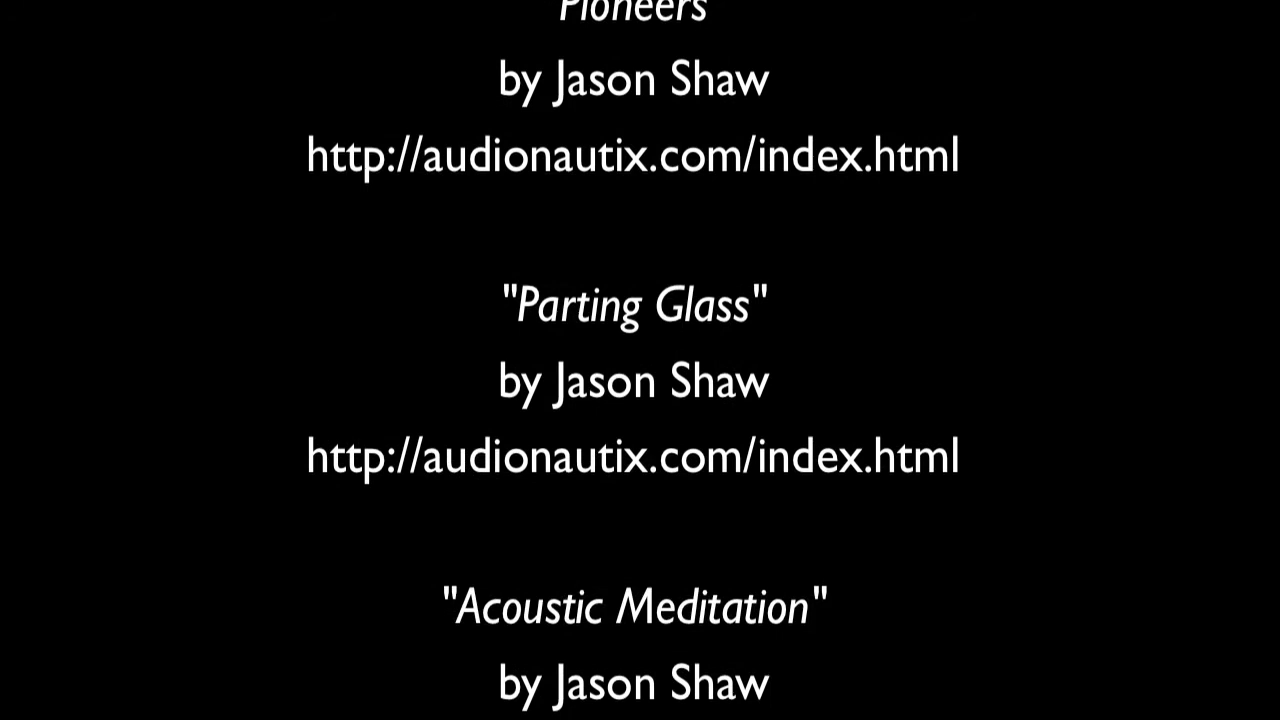 Pioneers
by Jason Shaw
http://audionautix.com/index.html
"Parting Glass"
by Jason Shaw
http://audionautix.com/index.html
"Acoustic Meditation"
by Jason Shaw